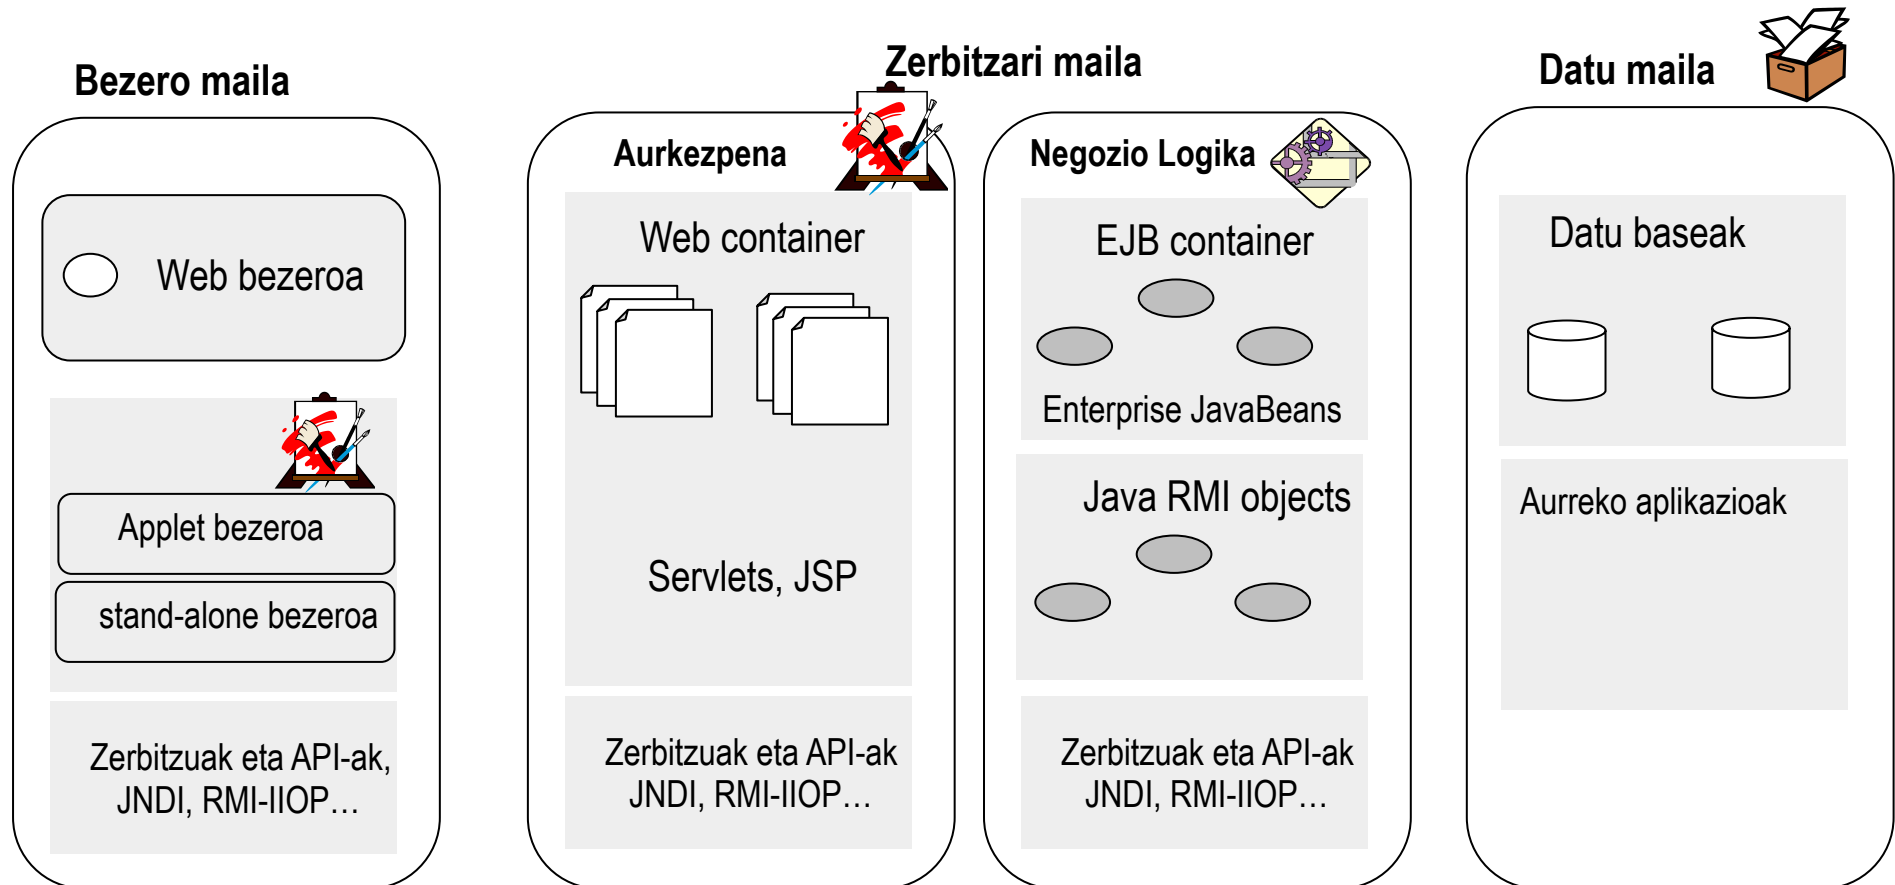 Bezero maila
Web bezeroa
Applet bezeroa
stand-alone bezeroa
Zerbitzuak eta API-ak,
JNDI, RMI-IIOP…
Zerbitzari maila
Aurkezpena
Web container
Servlets, JSP
Zerbitzuak eta API-ak
JNDI, RMI-IIOP…
Negozio Logika
EJB container
Enterprise JavaBeans
Java RMI objects
Zerbitzuak eta API-ak
JNDI, RMI-IIOP…
Datu maila
Datu baseak
Aurreko aplikazioak